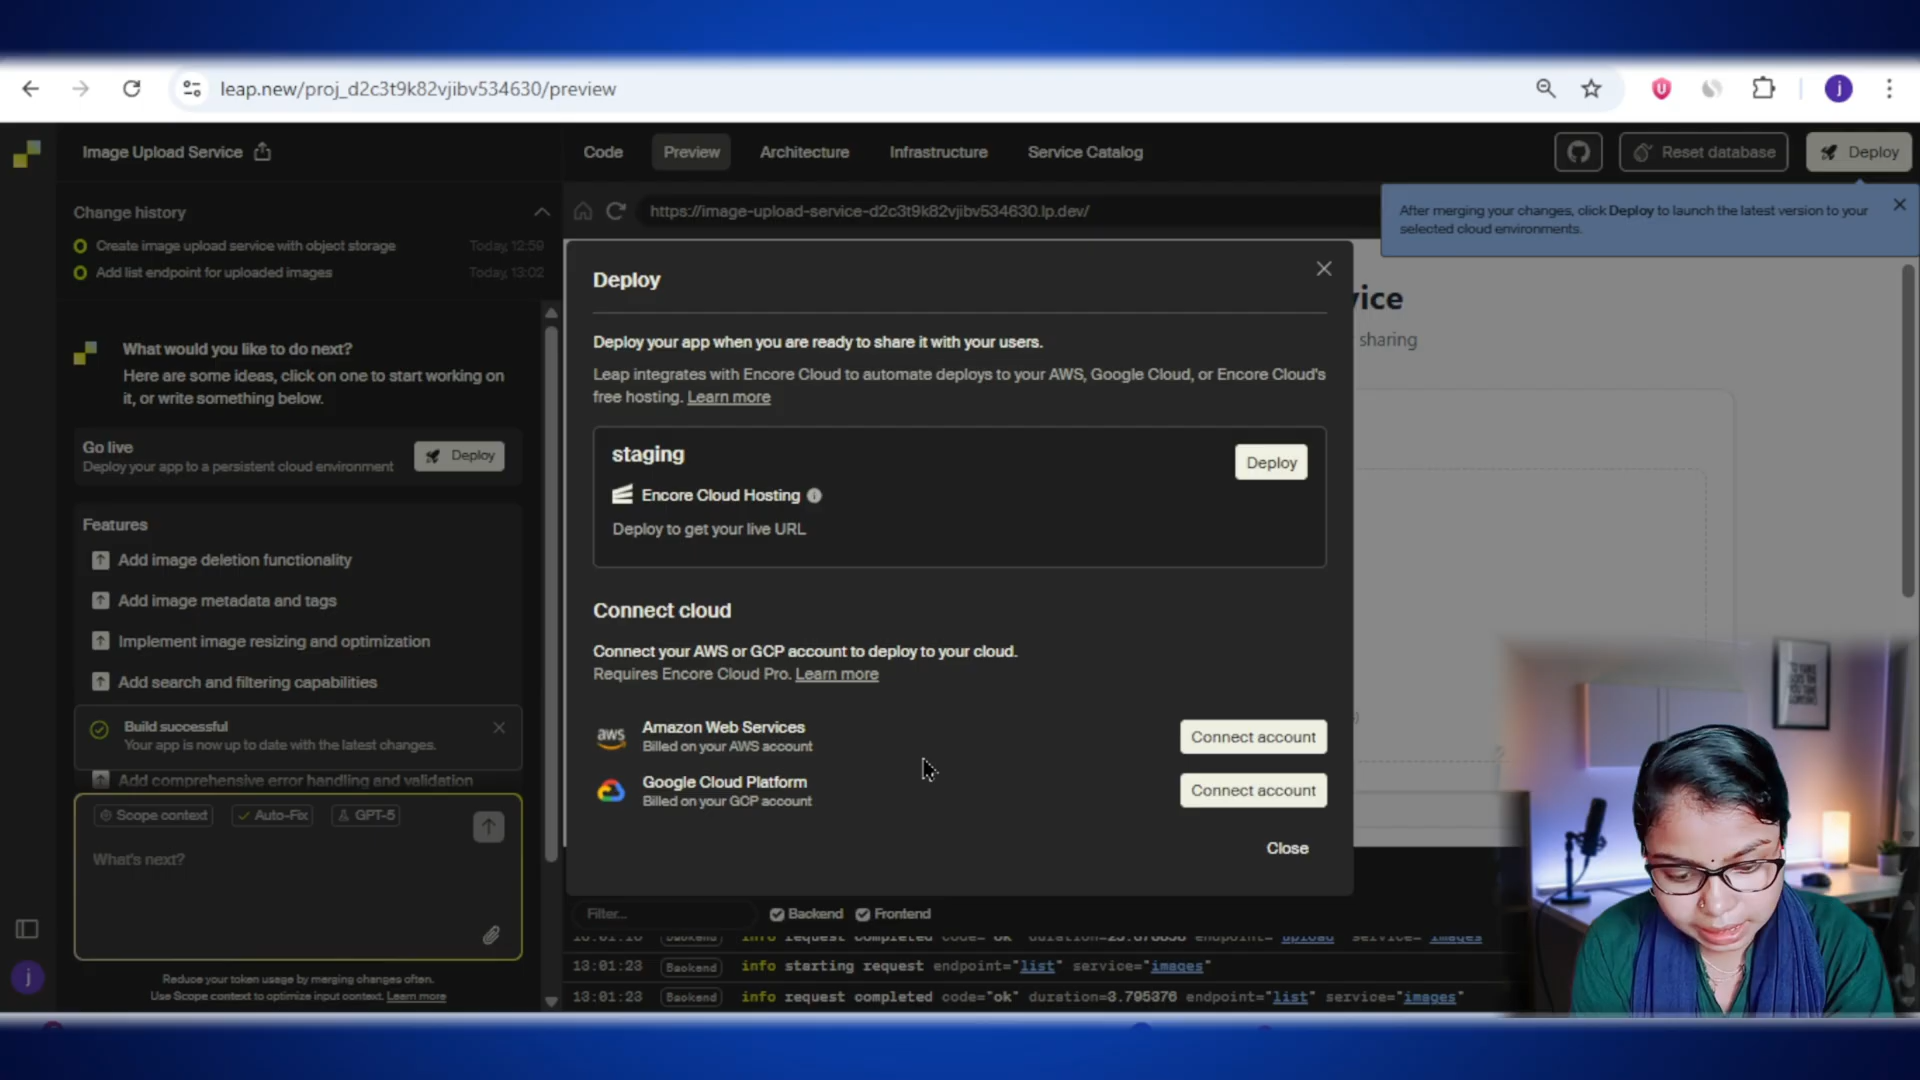 leap.new/proj_d2c3t9k82vjibv534630/preview
j
Image Upload Service
Code
Preview
Architecture
Infrastructure
Service Catalog
Reset database
Deploy
Change history
https://image-upload-service-d2c3t9k82vjibv534630.lp.dev/
After merging your changes, click Deploy to launch the latest version to your
selected cloud environments.
Create image upload service with object storage
Today, 12:59
Add list endpoint for uploaded images
Today, 13:02
What would you like to do next?
Here are some ideas, click on one to start working on
it, or write something below.
Go live
Deploy your app to a persistent cloud environment
Deploy
Features
Add image deletion functionality
Add image metadata and tags
Implement image resizing and optimization
Add search and filtering capabilities
Build successful
Your app is now up to date with the latest changes.
Add comprehensive error handling and validation
Scope context
Auto-Fix
GPT-5
What's next?
Reduce your token usage by merging changes often.
Use Scope context to optimize input context. Learn more
j
Deploy
Deploy your app when you are ready to share it with your users.
Leap integrates with Encore Cloud to automate deploys to your AWS, Google Cloud, or Encore Cloud's
free hosting. Learn more
staging
Deploy
Encore Cloud Hosting
Deploy to get your live URL
Connect cloud
Connect your AWS or GCP account to deploy to your cloud.
Requires Encore Cloud Pro. Learn more
aws
Amazon Web Services
Billed on your AWS account
Connect account
Google Cloud Platform
Billed on your GCP account
Connect account
Close
vice
sharing
Filter...
Backend
Frontend
info request completed code="ok" endpoint="upload" service="images"
13:01:23 Backend info starting request endpoint="list" service="images"
13:01:23 Backend info request completed code="ok" duration=3.795376 endpoint="list" service="images"